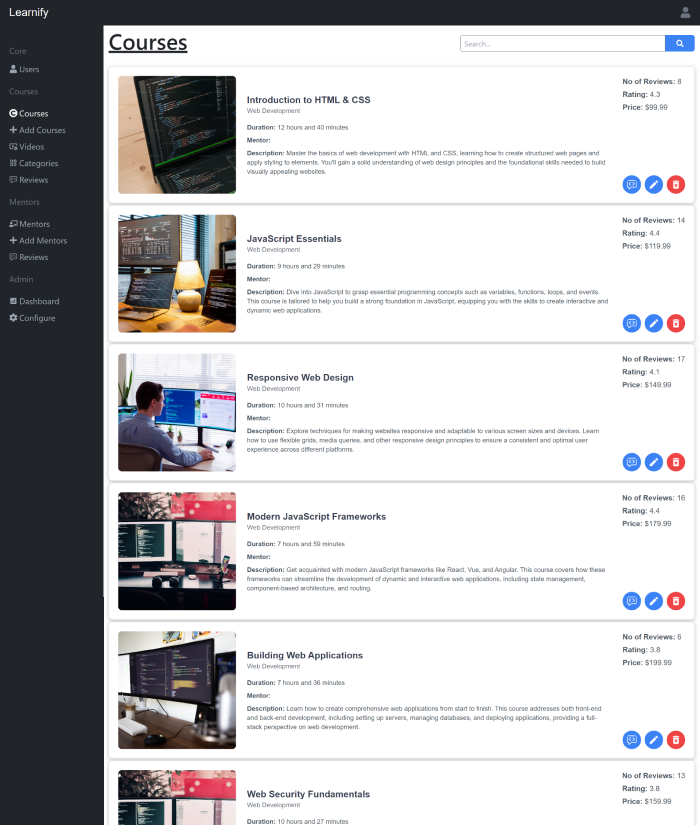 Learnify
Core
Users
Courses
Courses
Add Courses
Videos
Categories
Reviews
Mentors
Mentors
Add Mentors
Reviews
Admin
Dashboard
Configure
Courses
Search...
Introduction to HTML & CSS
Web Development
Duration: 12 hours and 40 minutes
Mentor:
Description: Master the basics of web development with HTML and CSS, learning how to create structured web pages and
apply styling to elements. You'll gain a solid understanding of web design principles and the foundational skills needed to build
visually appealing websites.
No of Reviews: 8
Rating: 4.3
Price: $99.99
JavaScript Essentials
Web Development
Duration: 9 hours and 29 minutes
Mentor:
Description: Dive into JavaScript to grasp essential programming concepts such as variables, functions, loops, and events.
This course is tailored to help you build a strong foundation in JavaScript, equipping you with the skills to create interactive and
dynamic web applications.
No of Reviews: 14
Rating: 4.4
Price: $119.99
Responsive Web Design
Web Development
Duration: 10 hours and 31 minutes
Mentor:
Description: Explore techniques for making websites responsive and adaptable to various screen sizes and devices. Learn
how to use flexible grids, media queries, and other responsive design principles to ensure a consistent and optimal user
experience across different platforms.
No of Reviews: 17
Rating: 4.1
Price: $149.99
Modern JavaScript Frameworks
Web Development
Duration: 7 hours and 59 minutes
Mentor:
Description: Get acquainted with modern JavaScript frameworks like React, Vue, and Angular. This course covers how these
frameworks can streamline the development of dynamic and interactive web applications, including state management,
component-based architecture, and routing.
No of Reviews: 16
Rating: 4.4
Price: $179.99
Building Web Applications
Web Development
Duration: 7 hours and 36 minutes
Mentor:
Description: Learn how to create comprehensive web applications from start to finish. This course addresses both front-end
and back-end development, including setting up servers, managing databases, and deploying applications, providing a full-
stack perspective on web development.
No of Reviews: 6
Rating: 3.8
Price: $199.99
Web Security Fundamentals
Web Development
Duration: 10 hours and 27 minutes
No of Reviews: 13
Rating: 3.8
Price: $159.99